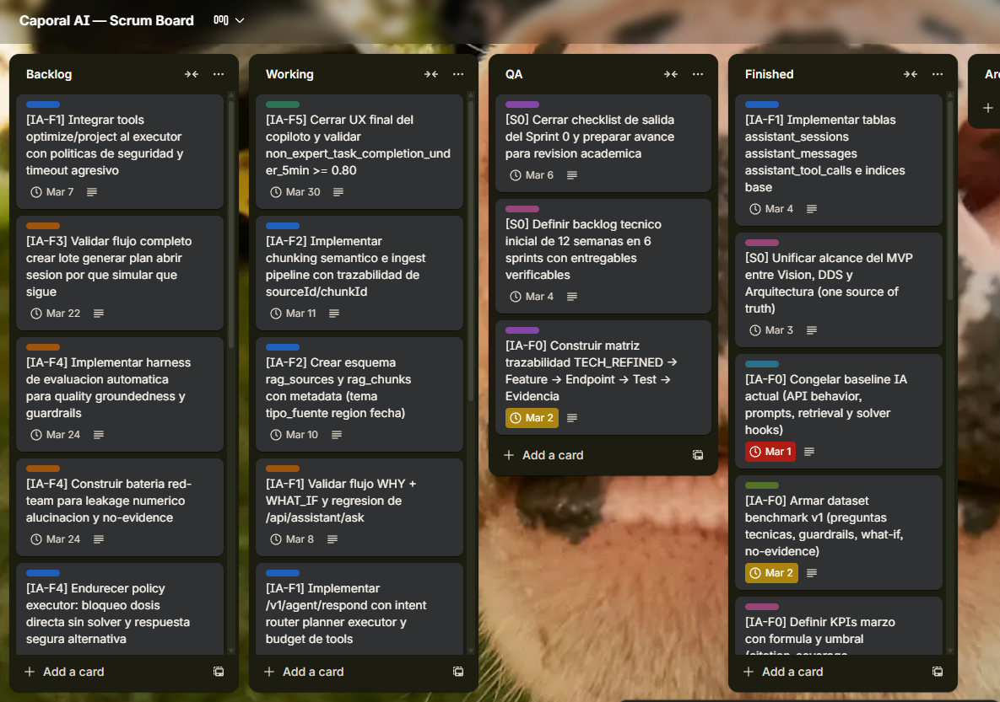 Caporal AI — Scrum Board
Backlog
[IA-F1] Integrar tools
optimize/project al executor
con politicas de seguridad y
timeout agresivo
Mar 7
[IA-F3] Validar flujo completo
crear lote generar plan abrir
sesion por que simular que
sigue
Mar 22
[IA-F4] Implementar harness
de evaluacion automatica
para quality groundedness y
guardrails
Mar 24
[IA-F4] Construir bateria red-
team para leakage numerico
alucinacion y no-evidence
Mar 24
[IA-F4] Endurecer policy
executor: bloqueo dosis
directa sin solver y respuesta
segura alternativa
Add a card
Working
[IA-F5] Cerrar UX final del
copiloto y validar
non_expert_task_completion_und
er_5min >= 0.80
Mar 30
[IA-F2] Implementar
chunking semantico e ingest
pipeline con trazabilidad de
sourceId/chunkId
Mar 11
[IA-F2] Crear esquema
rag_sources y rag_chunks
con metadata (tema
tipo_fuente region fecha)
Mar 10
[IA-F1] Validar flujo WHY +
WHAT_IF y regresion de
/api/assistant/ask
Mar 8
[IA-F1] Implementar
/v1/agent/respond con intent
router planner executor y
budget de tools
Add a card
QA
[S0] Cerrar checklist de salida
del Sprint 0 y preparar avance
para revision academica
Mar 6
[S0] Definir backlog tecnico
inicial de 12 semanas en 6
sprints con entregables
verificables
Mar 4
[IA-F0] Construir matriz
trazabilidad TECH_REFINED →
Feature → Endpoint → Test →
Evidencia
Mar 2
Add a card
Finished
[IA-F1] Implementar tablas
assistant_sessions
assistant_messages
assistant_tool_calls e indices
base
Mar 4
[S0] Unificar alcance del MVP
entre Vision, DDS y
Arquitectura (one source of
truth)
Mar 3
[IA-F0] Congelar baseline IA
actual (API behavior,
prompts, retrieval y solver
hooks)
Mar 1
[IA-F0] Armar dataset
benchmark v1 (preguntas
tecnicas, guardrails, what-if,
no-evidence)
Mar 2
[IA-F0] Definir KPIs marzo
con formula y umbral
(citation_coverage
Add a card